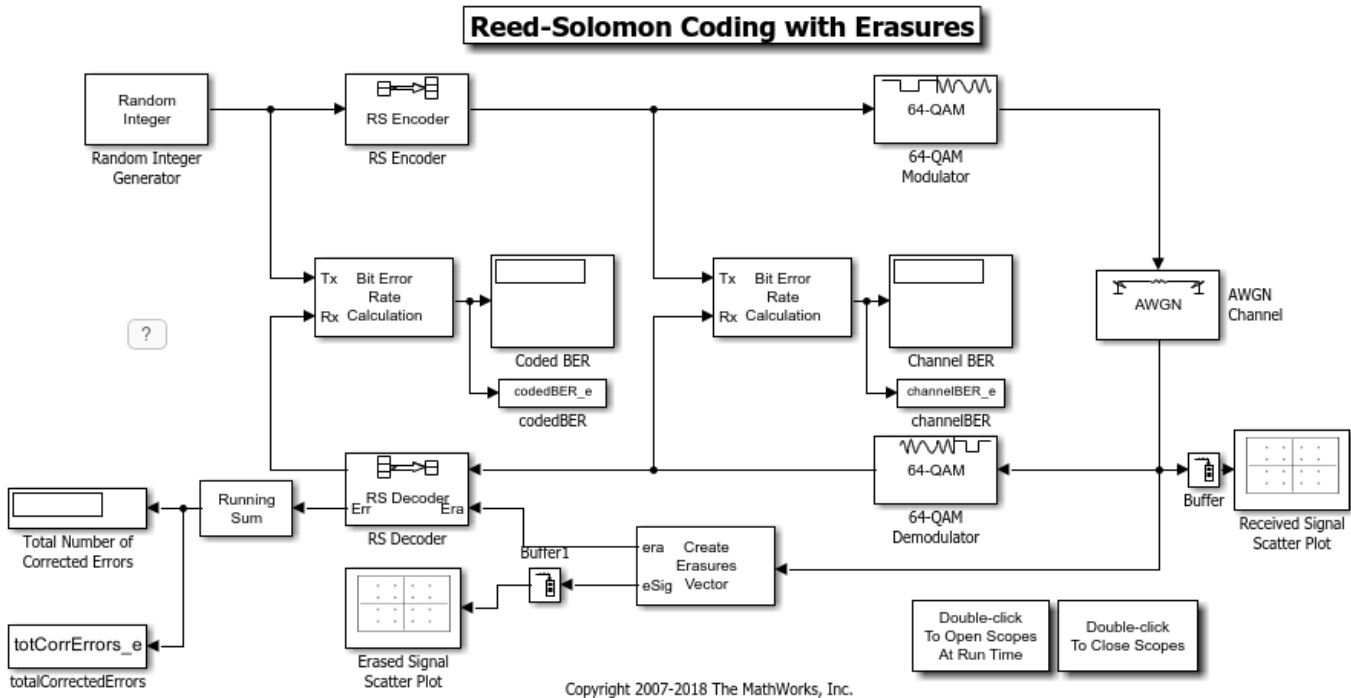 Reed-Solomon Coding with Erasures
Random
Integer
Random Integer
Generator
RS Encoder
RS Encoder
64-QAM
64-QAM
Modulator
Tx
Rx
Bit Error
Rate
Calculation
Coded BER
codedBER_e
codedBER
Tx
Rx
Bit Error
Rate
Calculation
Channel BER
channelBER_e
channelBER
AWGN
AWGN
Channel
?
RS Decoder
Err
Era
RS Decoder
64-QAM
64-QAM
Demodulator
Buffer
Received Signal
Scatter Plot
Running
Sum
Total Number of
Corrected Errors
totCorrErrors_e
totalCorrectedErrors
Buffer1
era
eSig
Create
Erasures
Vector
Erased Signal
Scatter Plot
Double-click
To Open Scopes
At Run Time
Double-click
To Close Scopes
Copyright 2007-2018 The MathWorks, Inc.